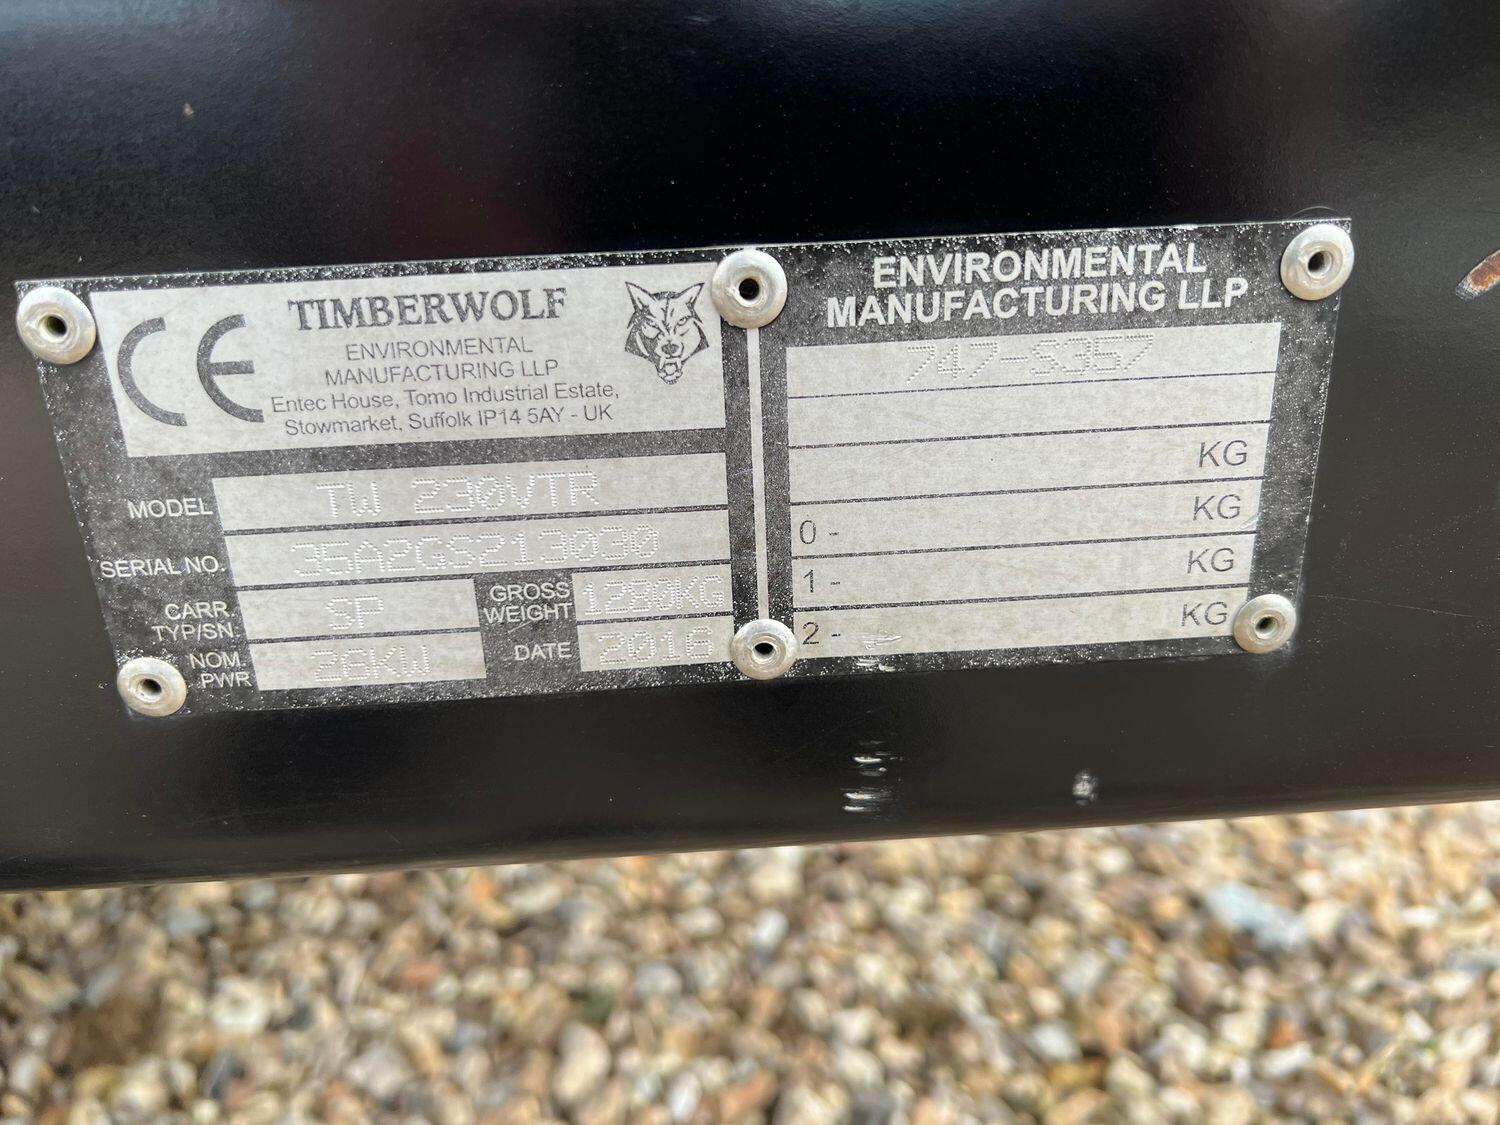 CE
TIMBERWOLF
ENVIRONMENTAL
MANUFACTURING LLP
Entec House, Tomo Industrial Estate,
Stowmarket, Suffolk IP14 5AY - UK
MODEL TW 230VTR
SERIAL NO. 35A2GS213030
CARR. TYP/SN. SP
GROSS WEIGHT 1280KG
NOM. PWR 26KW
DATE 2016
ENVIRONMENTAL
MANUFACTURING LLP
747-S357
KG
0 - KG
1 - KG
2 - KG